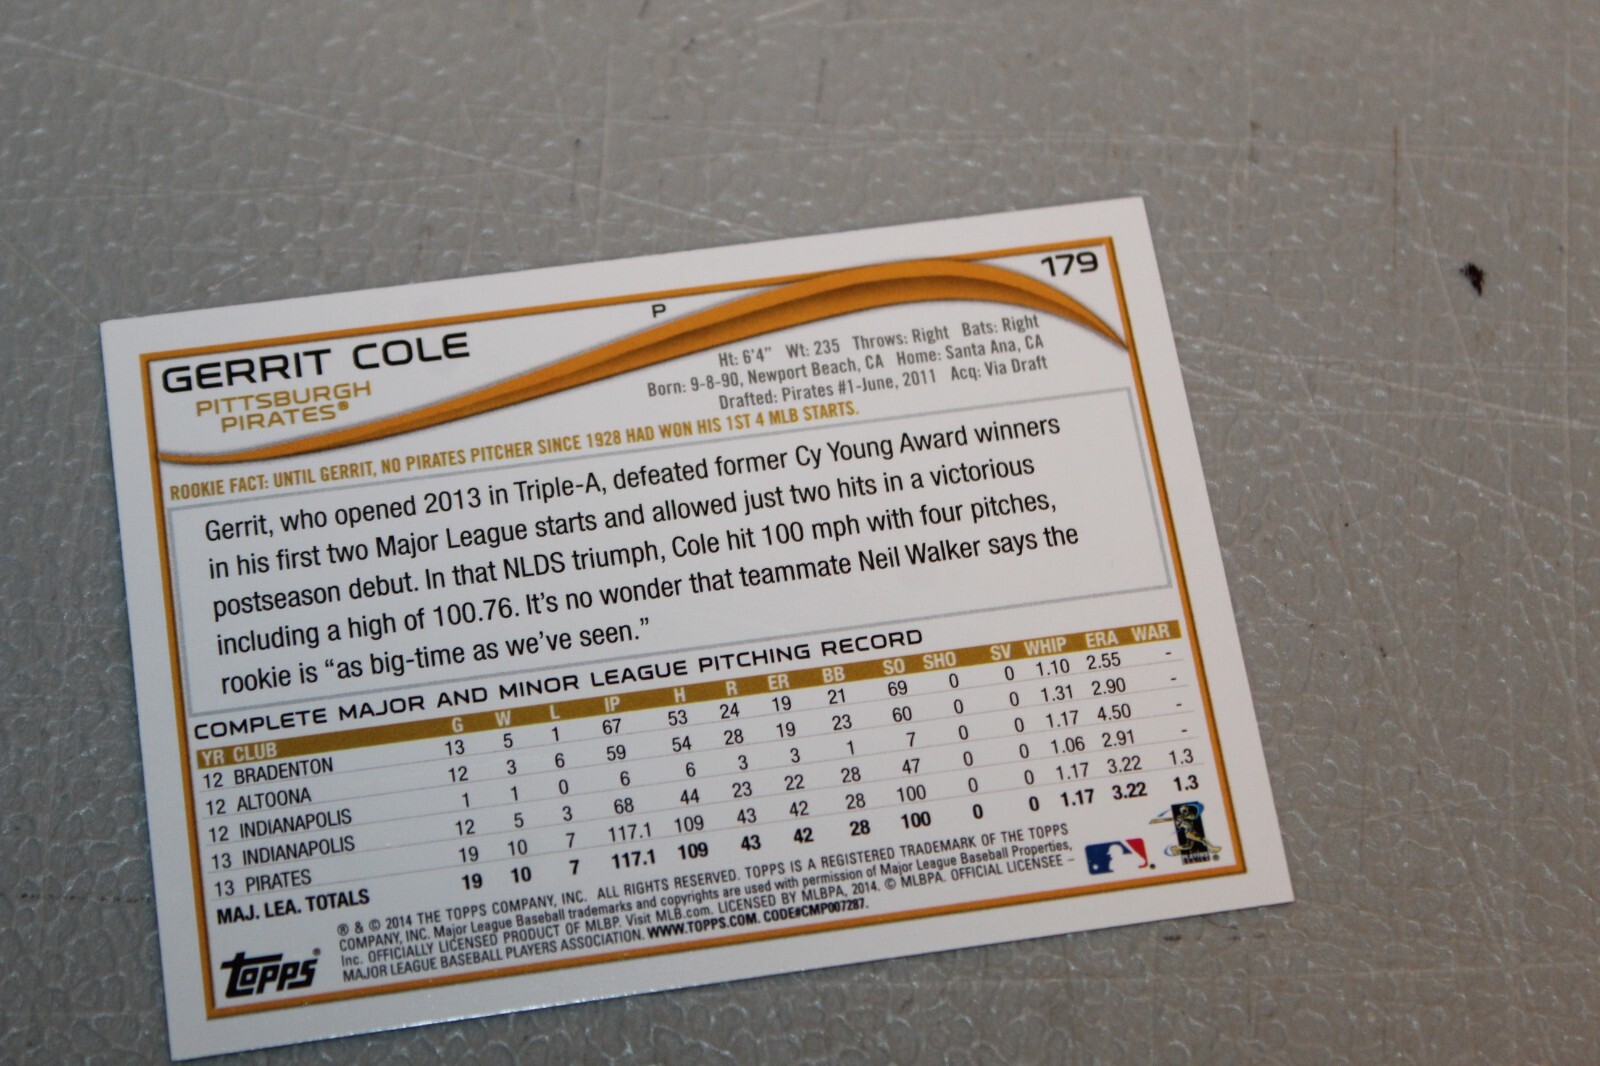 179
P
GERRIT COLE
PITTSBURGH
PIRATES®
Ht: 6'4" Wt: 235 Throws: Right Bats: Right
Born: 9-8-90, Newport Beach, CA Home: Santa Ana, CA
Drafted: Pirates #1-June, 2011 Acq: Via Draft
ROOKIE FACT: UNTIL GERRIT, NO PIRATES PITCHER SINCE 1928 HAD WON HIS 1ST 4 MLB STARTS.
Gerrit, who opened 2013 in Triple-A, defeated former Cy Young Award winners
in his first two Major League starts and allowed just two hits in a victorious
postseason debut. In that NLDS triumph, Cole hit 100 mph with four pitches,
including a high of 100.76. It's no wonder that teammate Neil Walker says the
rookie is “as big-time as we've seen.”
COMPLETE MAJOR AND MINOR LEAGUE PITCHING RECORD
YR CLUB G W L IP H R ER BB SO SHO SV WHIP ERA WAR
12 BRADENTON 13 5 1 67 53 24 19 21 69 0 0 1.10 2.55 -
12 ALTOONA 12 3 6 59 54 28 19 23 60 0 0 1.31 2.90 -
12 INDIANAPOLIS 1 1 0 6 6 3 3 1 7 0 0 1.17 4.50 -
13 INDIANAPOLIS 12 5 3 68 44 23 22 28 47 0 0 1.06 2.91 -
13 PIRATES 19 10 7 117.1 109 43 42 28 100 0 0 1.17 3.22 1.3
MAJ. LEA. TOTALS 19 10 7 117.1 109 43 42 28 100 0 0 1.17 3.22 1.3
Topps®
® & © 2014 THE TOPPS COMPANY, INC. ALL RIGHTS RESERVED. TOPPS IS A REGISTERED TRADEMARK OF THE TOPPS
COMPANY, INC. Major League Baseball trademarks and copyrights are used with permission of Major League Baseball Properties,
Inc. OFFICIALLY LICENSED PRODUCT OF MLBP. Visit MLB.com. LICENSED BY MLBPA, 2014. © MLBPA. OFFICIAL LICENSEE –
MAJOR LEAGUE BASEBALL PLAYERS ASSOCIATION. WWW.TOPPS.COM. CODE#CMP007287.